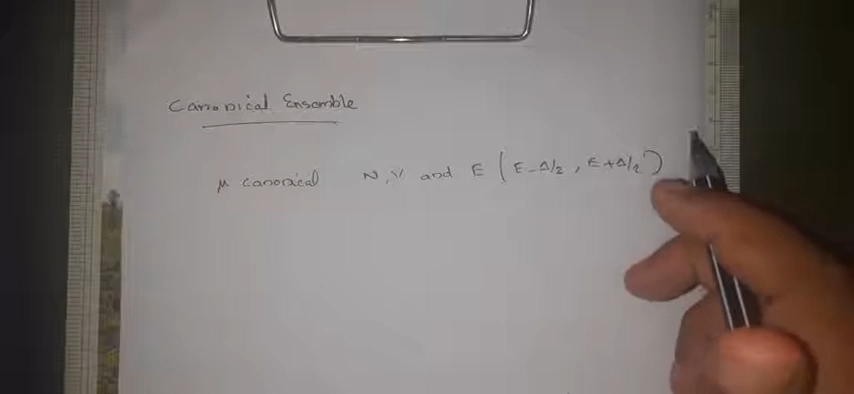 Canonical Ensemble
μ canonical N, V and E (E-Δ/2, E+Δ/2)